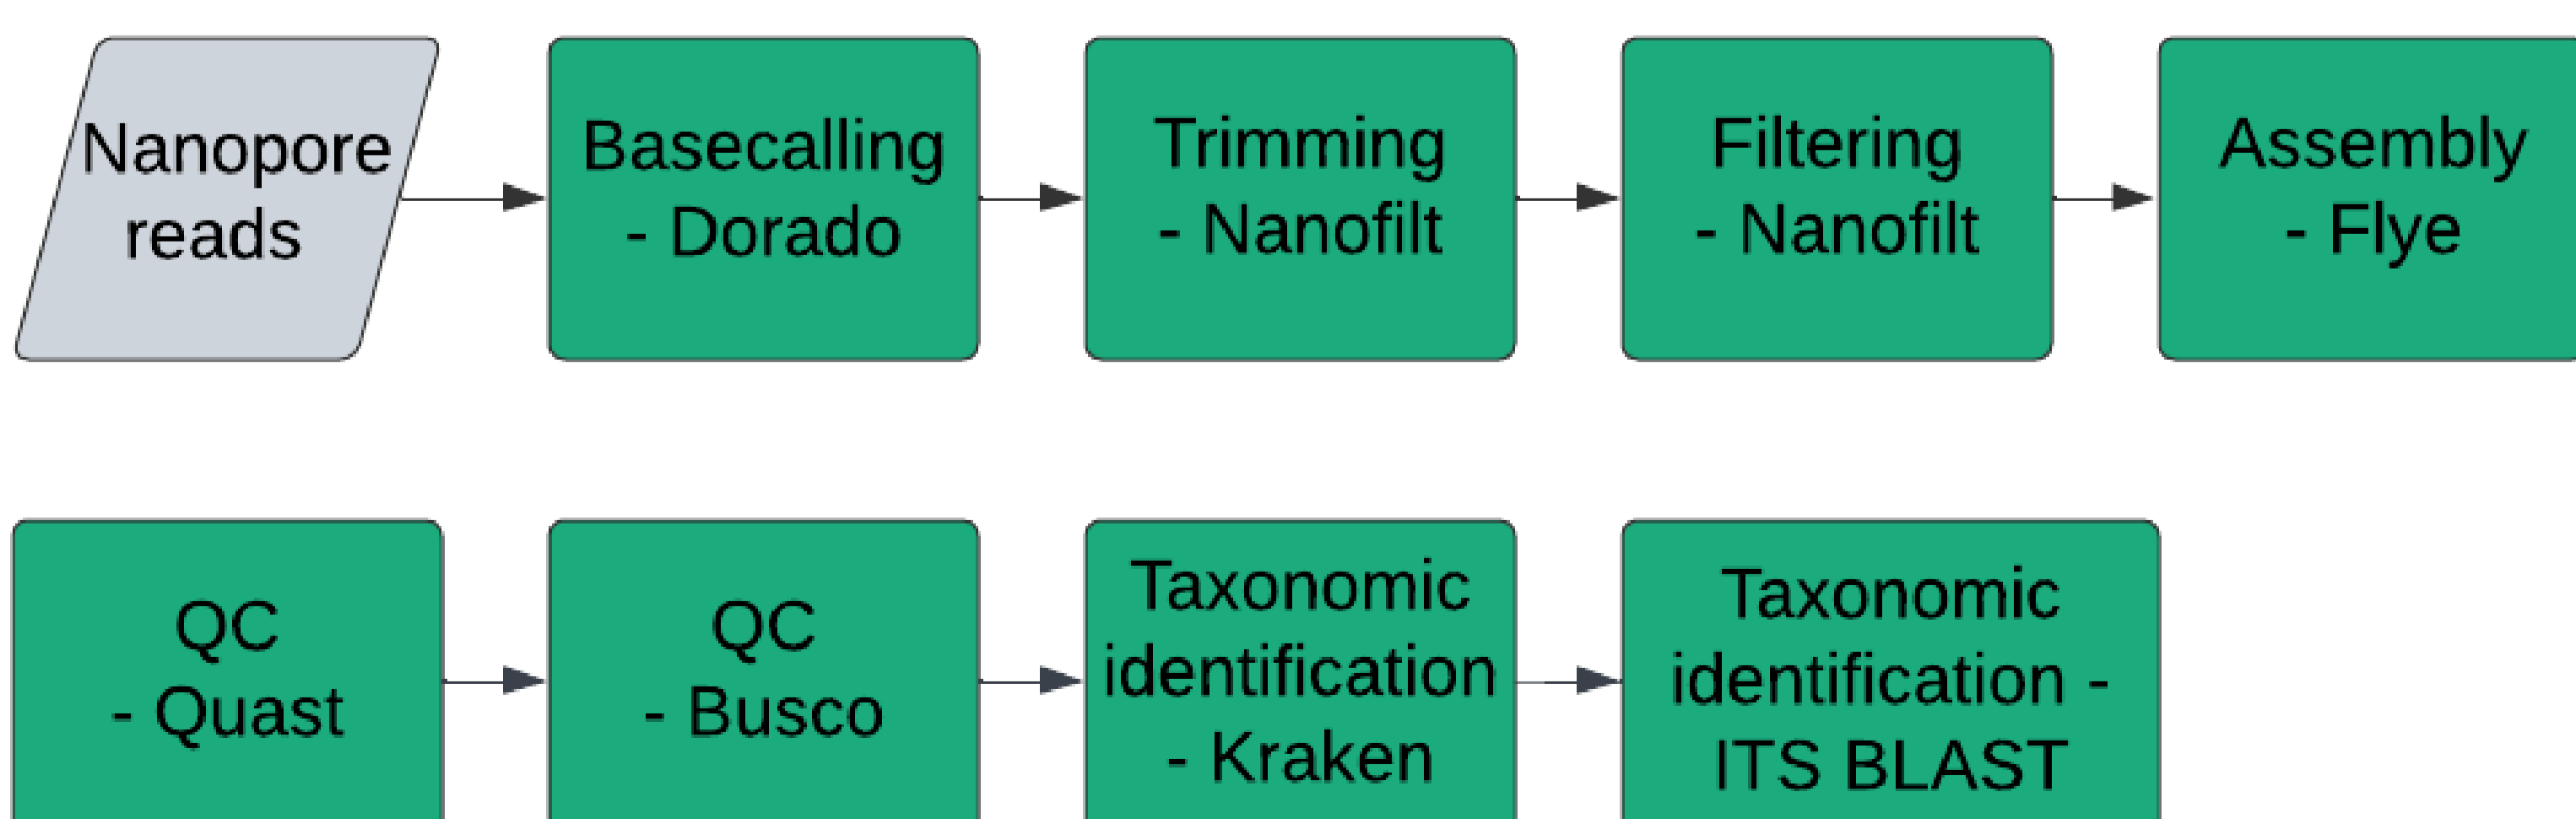 Nanopore
reads
Basecalling
- Dorado
Trimming
- Nanofilt
Filtering
- Nanofilt
Assembly
- Flye
QC
- Quast
QC
- Busco
Taxonomic
identification
- Kraken
Taxonomic
identification -
ITS BLAST